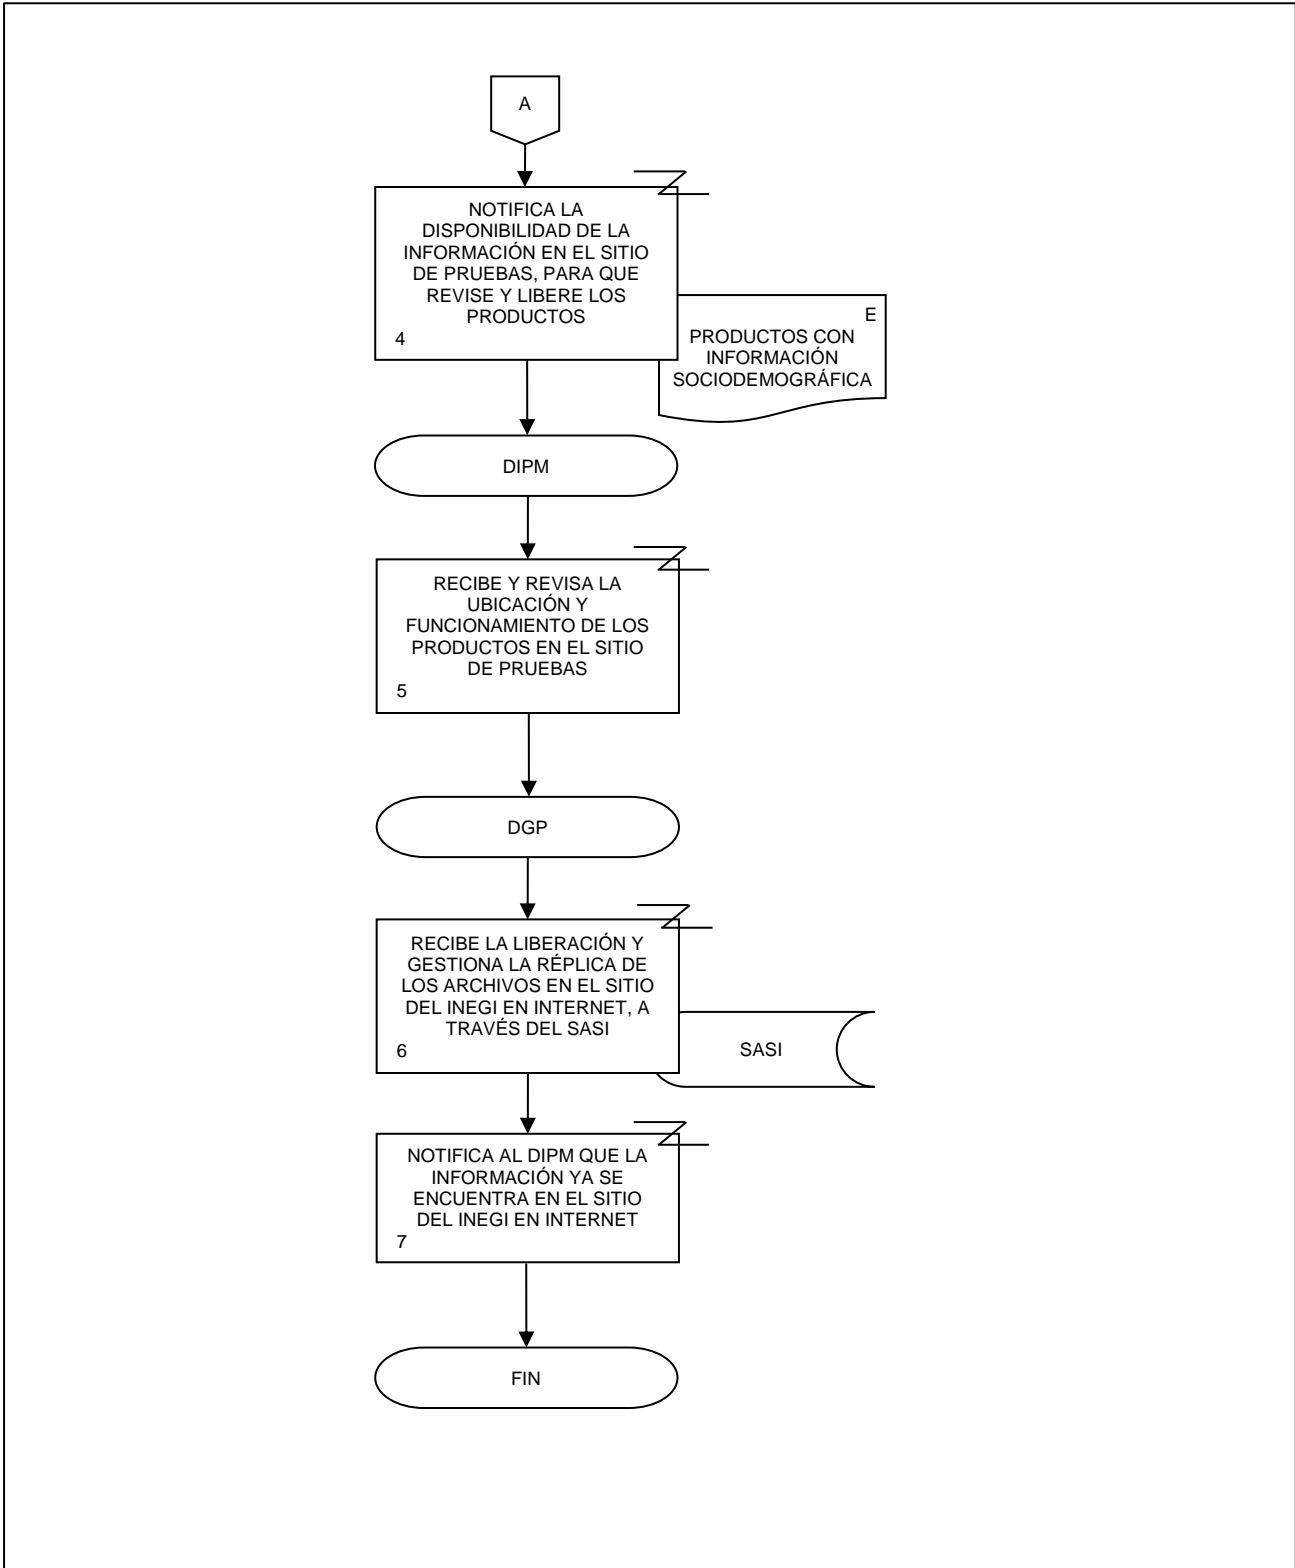 A
NOTIFICA LA
DISPONIBILIDAD DE LA
INFORMACIÓN EN EL SITIO
DE PRUEBAS, PARA QUE
REVISE Y LIBERE LOS
PRODUCTOS
4
E
PRODUCTOS CON
INFORMACIÓN
SOCIODEMOGRÁFICA
DIPM
RECIBE Y REVISA LA
UBICACIÓN Y
FUNCIONAMIENTO DE LOS
PRODUCTOS EN EL SITIO
DE PRUEBAS
5
DGP
RECIBE LA LIBERACIÓN Y
GESTIONA LA RÉPLICA DE
LOS ARCHIVOS EN EL SITIO
DEL INEGI EN INTERNET, A
TRAVÉS DEL SASI
6
SASI
NOTIFICA AL DIPM QUE LA
INFORMACIÓN YA SE
ENCUENTRA EN EL SITIO
DEL INEGI EN INTERNET
7
FIN